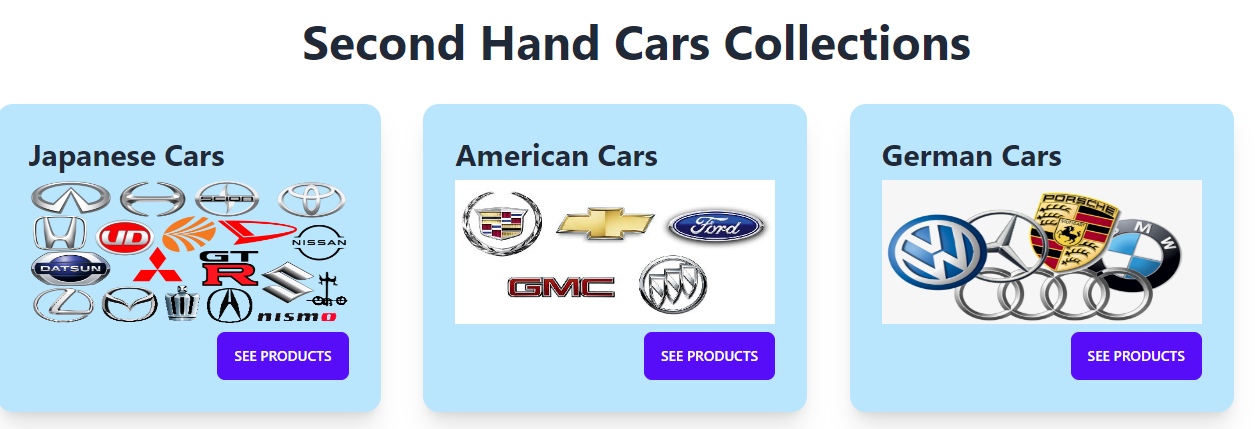 Second Hand Cars Collections
Japanese Cars
SCION
UD
NISSAN
DATSUN
GT
R
nismo
SEE PRODUCTS
American Cars
Ford
GMC
SEE PRODUCTS
German Cars
PORSCHE
B M W
SEE PRODUCTS